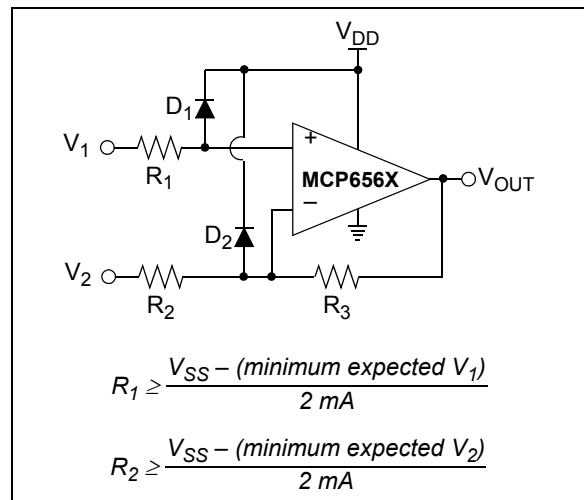 V_DD
D_1
V_1
R_1
+
MCP656X
–
V_OUT
D_2
V_2
R_2
R_3
R_1 ≥ V_SS – (minimum expected V_1) / 2 mA
R_2 ≥ V_SS – (minimum expected V_2) / 2 mA